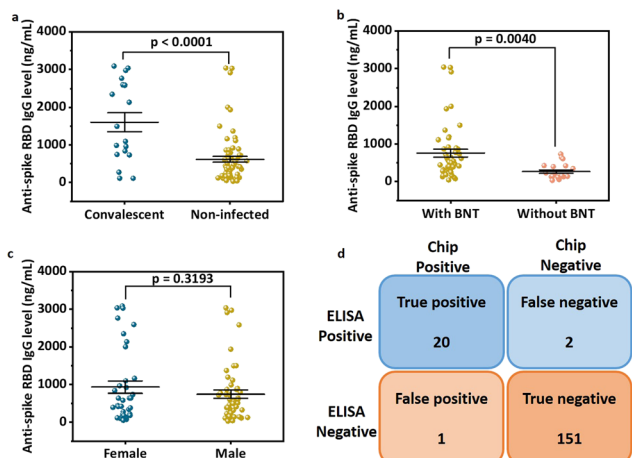 a
p < 0.0001
Anti-spike RBD IgG level (ng/mL)
4000
3000
2000
1000
0
Convalescent
Non-infected
b
p = 0.0040
Anti-spike RBD IgG level (ng/mL)
4000
3000
2000
1000
0
With BNT
Without BNT
c
p = 0.3193
Anti-spike RBD IgG level (ng/mL)
4000
3000
2000
1000
0
Female
Male
d
Chip
Positive
Chip
Negative
ELISA
Positive
True positive
20
False negative
2
ELISA
Negative
False positive
1
True negative
151